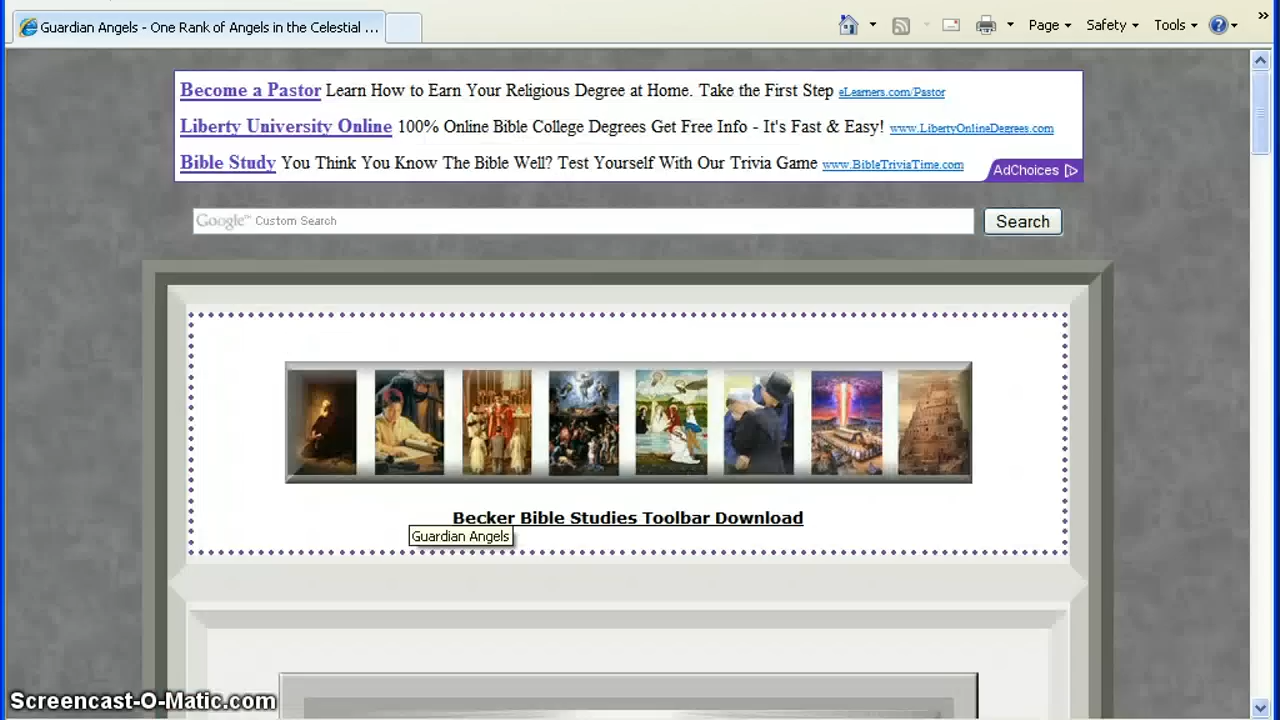 Guardian Angels - One Rank of Angels in the Celestial ...
Page
Safety
Tools
Become a Pastor Learn How to Earn Your Religious Degree at Home. Take the First Step eLearners.com/Pastor
Liberty University Online 100% Online Bible College Degrees Get Free Info - It's Fast & Easy! www.LibertyOnlineDegrees.com
Bible Study You Think You Know The Bible Well? Test Yourself With Our Trivia Game www.BibleTriviaTime.com
AdChoices
Google™ Custom Search
Search
Becker Bible Studies Toolbar Download
Guardian Angels
Screencast-O-Matic.com